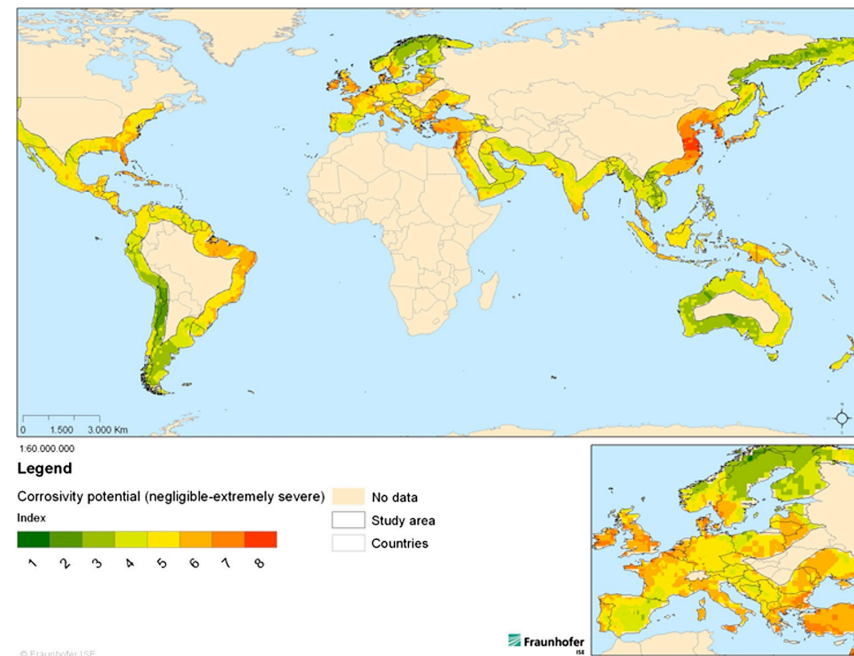 0 1.500 3.000 Km
1:60.000.000
Legend
Corrosivity potential (negligible-extremely severe)
Index
1 2 3 4 5 6 7 8
No data
Study area
Countries
Fraunhofer
ISE
© Fraunhofer ISE